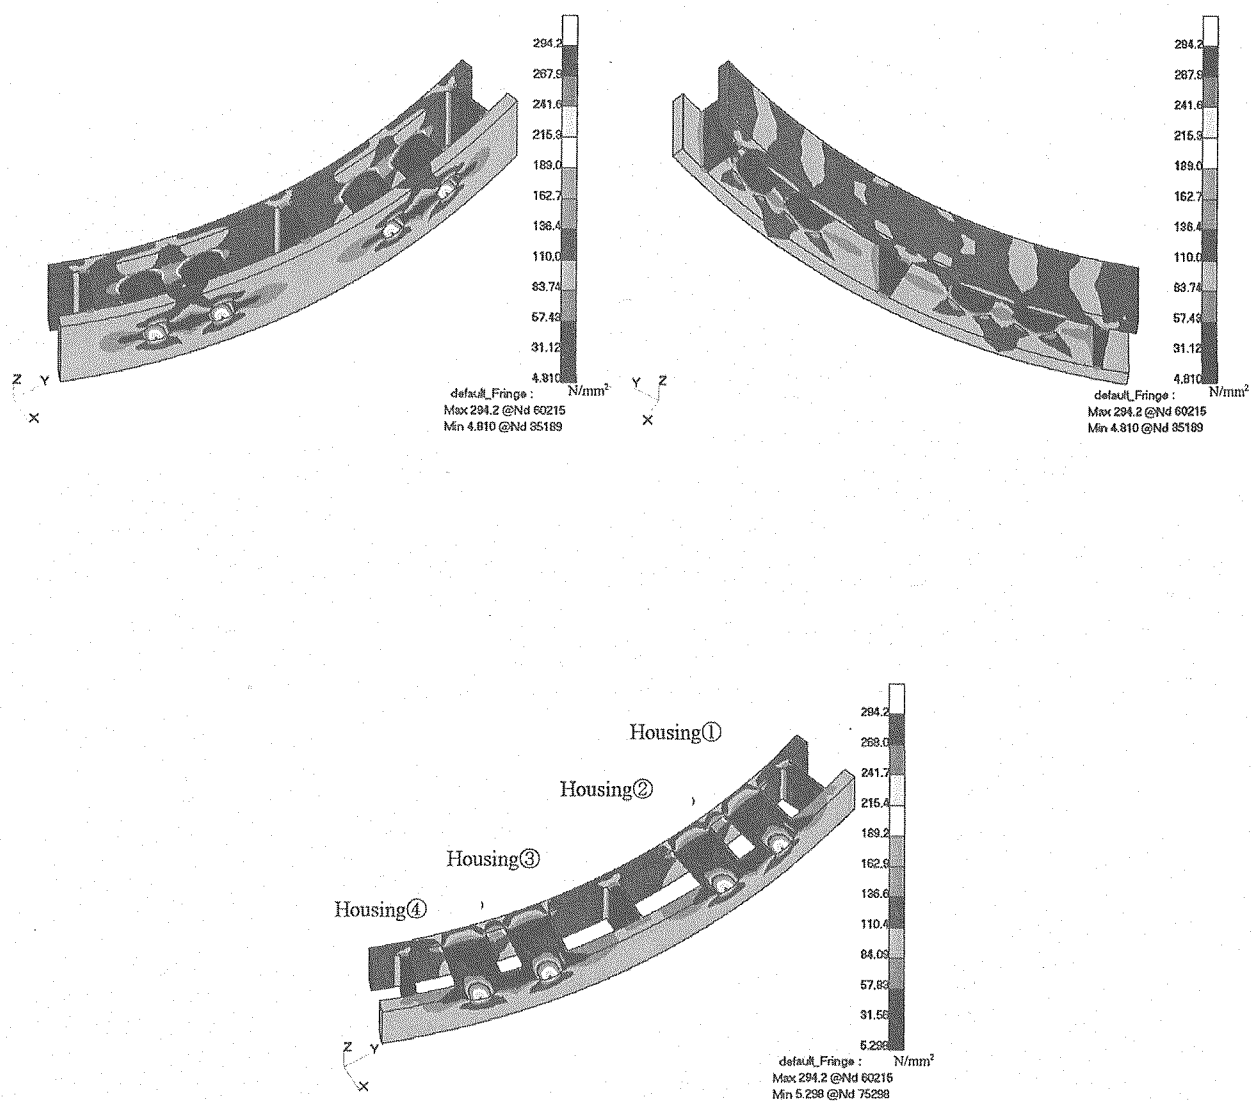 294.2
267.9
241.6
215.3
189.0
162.7
136.4
110.0
83.74
57.43
31.12
4.810
Z Y
X
default_Fringe :
N/mm²
Max 294.2 @Nd 60215
Min 4.810 @Nd 35189
294.2
267.9
241.6
215.3
189.0
162.7
136.4
110.0
83.74
57.43
31.12
4.810
Y Z
X
default_Fringe :
N/mm²
Max 294.2 @Nd 60215
Min 4.810 @Nd 35189
Housing①
Housing②
Housing③
Housing④
294.2
268.0
241.7
215.4
189.2
162.9
136.6
110.4
84.09
57.83
31.56
5.298
Z Y
X
default_Fringe :
N/mm²
Max 294.2 @Nd 60215
Min 5.298 @Nd 75298